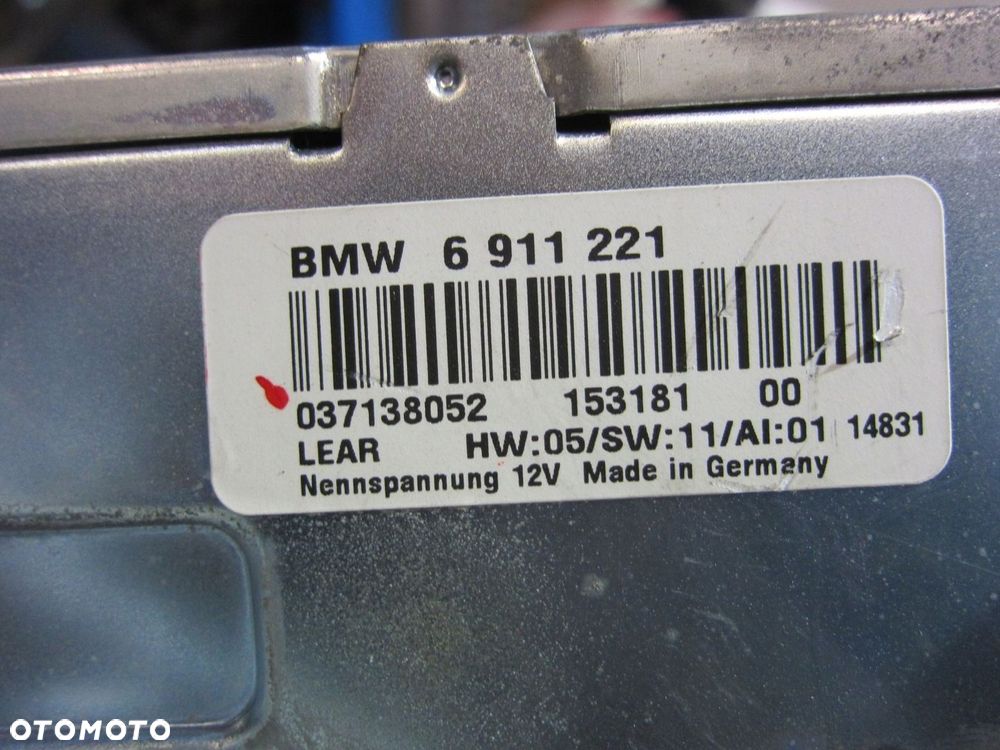 BMW 6 911 221
037138052 153181 00
LEAR HW:05/SW:11/AI:01 14831
Nennspannung 12V Made in Germany
OTOMOTO